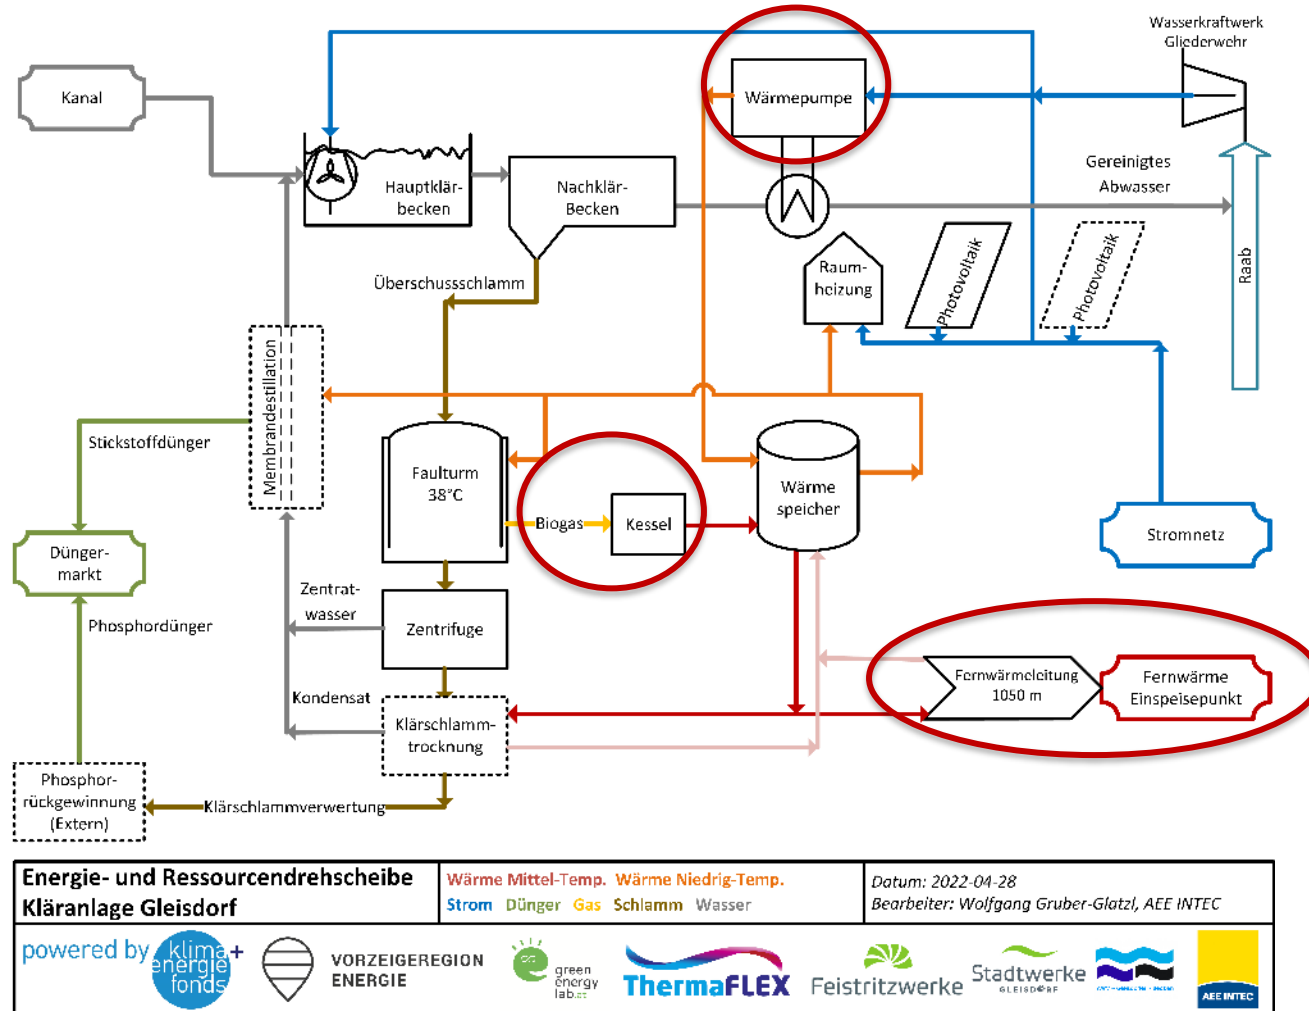 Wasserkraftwerk
Gliederwehr
Kanal
Wärmepumpe
Hauptklär-
becken
Nachklär-
Becken
Gereinigtes
Abwasser
Raab
Überschussschlamm
Raum-
heizung
Photovoltaik
Photovoltaik
Membrandestillation
Stickstoffdünger
Faulturm
38°C
Biogas
Kessel
Wärme
speicher
Stromnetz
Dünger-
markt
Zentrat-
wasser
Phosphordünger
Zentrifuge
Kondensat
Klärschlamm-
trocknung
Fernwärmeleitung
1050 m
Fernwärme
Einspeisepunkt
Phosphor-
rückgewinnung
(Extern)
Klärschlammverwertung
Energie- und Ressourcendrehscheibe
Kläranlage Gleisdorf
Wärme Mittel-Temp. Wärme Niedrig-Temp.
Strom Dünger Gas Schlamm Wasser
Datum: 2022-04-28
Bearbeiter: Wolfgang Gruber-Glatzl, AEE INTEC
powered by
klima+
energie
fonds
VORZEIGEREGION
ENERGIE
green
energy
lab.at
ThermaFLEX
Feistritzwerke
Stadtwerke
GLEISDORF
AEE INTEC